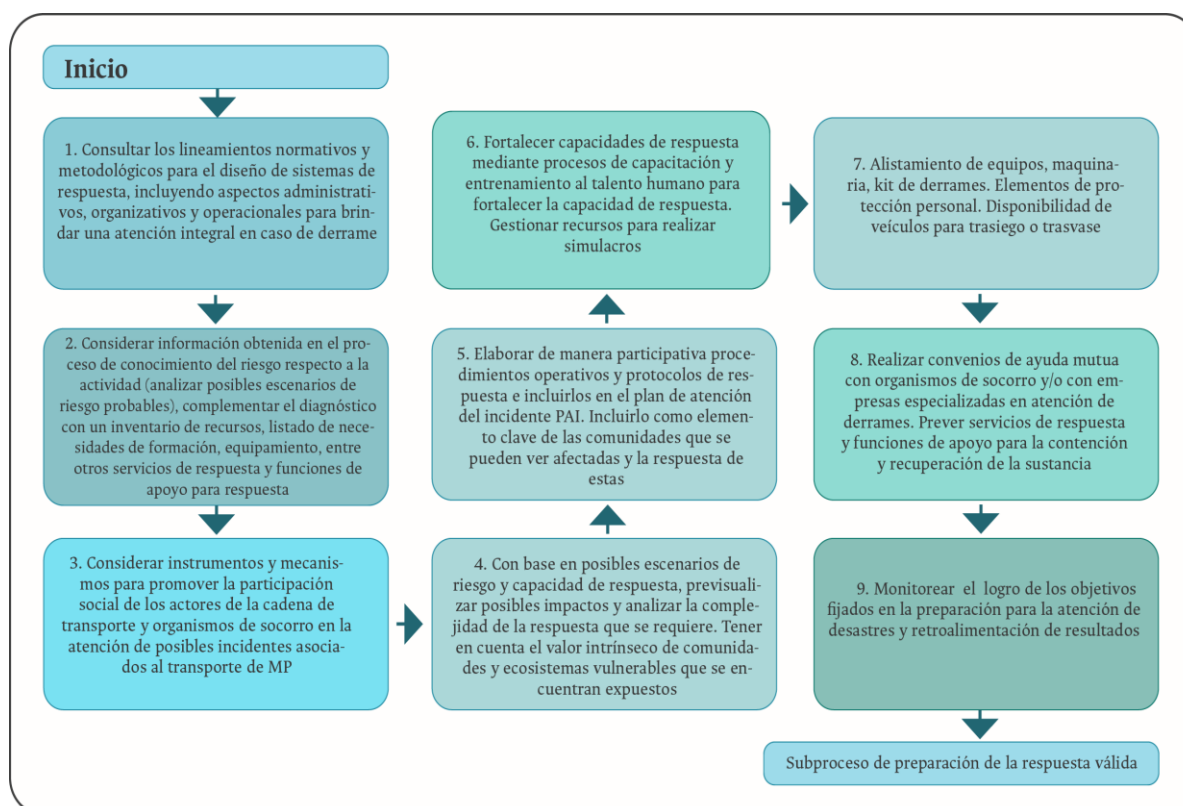 Inicio
1. Consultar los lineamientos normativos y
metodológicos para el diseño de sistemas de
respuesta, incluyendo aspectos administrati-
vos, organizativos y operacionales para brin-
dar una atención integral en caso de derrame
2. Considerar información obtenida en el pro-
ceso de conocimiento del riesgo respecto a la
actividad (analizar posibles escenarios de
riesgo probables), complementar el diagnóstico
con un inventario de recursos, listado de nece-
sidades de formación, equipamiento, entre
otros servicios de respuesta y funciones de
apoyo para respuesta
3. Considerar instrumentos y mecanis-
mos para promover la participación
social de los actores de la cadena de
transporte y organismos de socorro en la
atención de posibles incidentes asocia-
dos al transporte de MP
4. Con base en posibles escenarios de
riesgo y capacidad de respuesta, previsuali-
zar posibles impactos y analizar la comple-
jidad de la respuesta que se requiere. Tener
en cuenta el valor intrínseco de comunida-
des y ecosistemas vulnerables que se en-
cuentran expuestos
5. Elaborar de manera participativa proce-
dimientos operativos y protocolos de res-
puesta e incluirlos en el plan de atención
del incidente PAI. Incluirlo como elemen-
to clave de las comunidades que se
pueden ver afectadas y la respuesta de
estas
6. Fortalecer capacidades de respuesta
mediante procesos de capacitación y
entrenamiento al talento humano para
fortalecer la capacidad de respuesta.
Gestionar recursos para realizar
simulacros
7. Alistamiento de equipos, maquina-
ria, kit de derrames. Elementos de pro-
tección personal. Disponibilidad de
vehículos para trasiego o trasvase
8. Realizar convenios de ayuda mutua
con organismos de socorro y/o con em-
presas especializadas en atención de
derrames. Prever servicios de respuesta
y funciones de apoyo para la contención
y recuperación de la sustancia
9. Monitorear el logro de los objetivos
fijados en la preparación para la atención de
desastres y retroalimentación de resultados
Subproceso de preparación de la respuesta válida